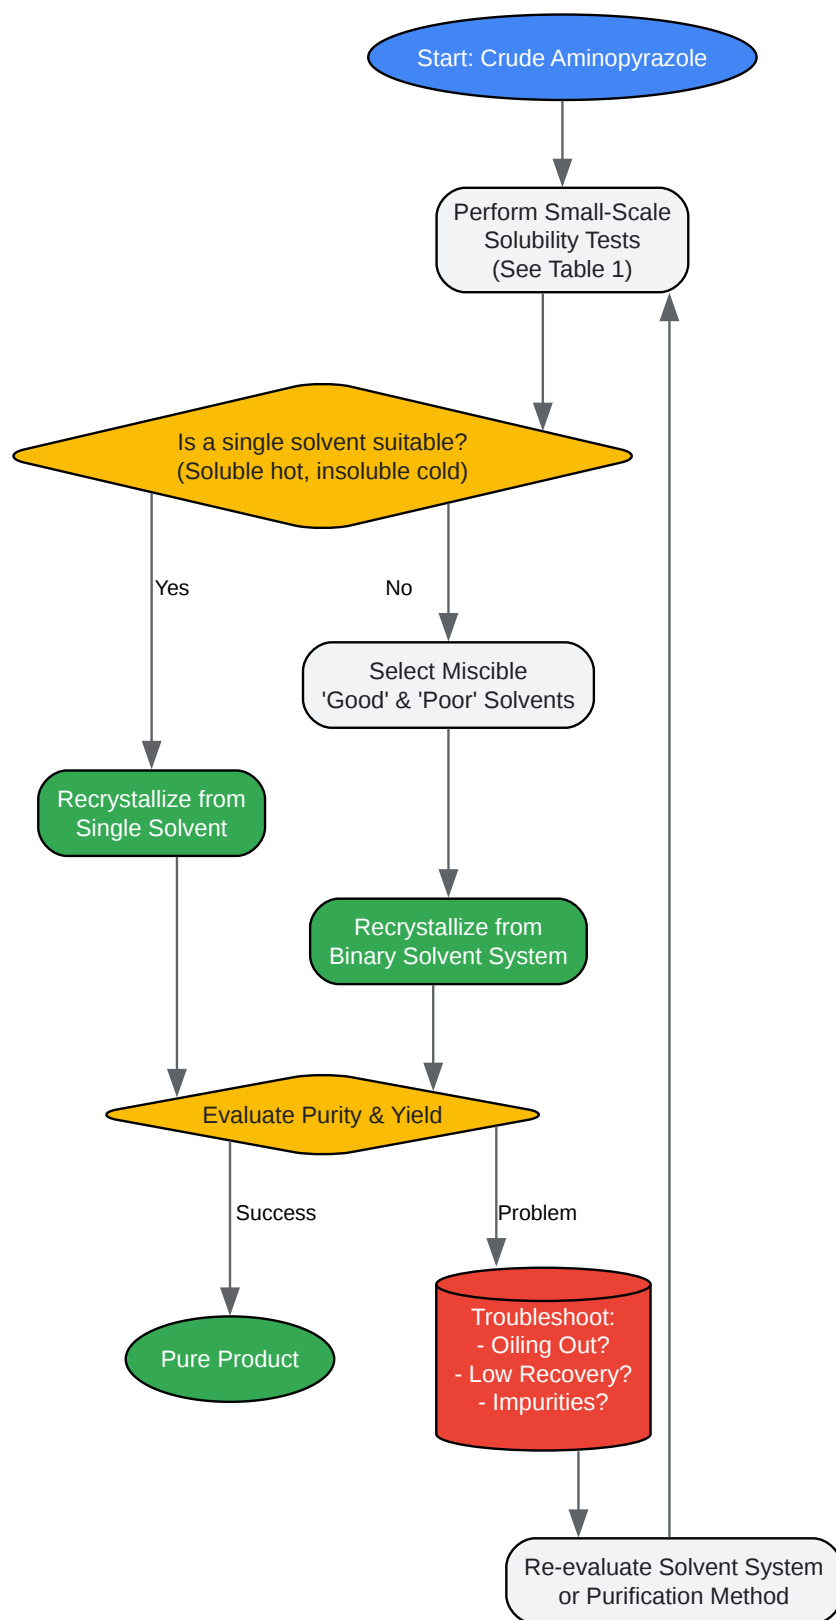 Start: Crude Aminopyrazole
Perform Small-Scale
Solubility Tests
(See Table 1)
Is a single solvent suitable?
(Soluble hot, insoluble cold)
Yes
No
Select Miscible
'Good' & 'Poor' Solvents
Recrystallize from
Single Solvent
Recrystallize from
Binary Solvent System
Evaluate Purity & Yield
Success
Problem
Troubleshoot:
- Oiling Out?
- Low Recovery?
- Impurities?
Pure Product
Re-evaluate Solvent System
or Purification Method